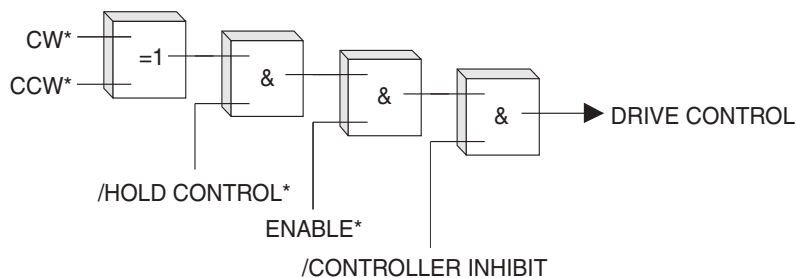 CW*
CCW*
=1
&
&
&
DRIVE CONTROL
/HOLD CONTROL*
ENABLE*
/CONTROLLER INHIBIT